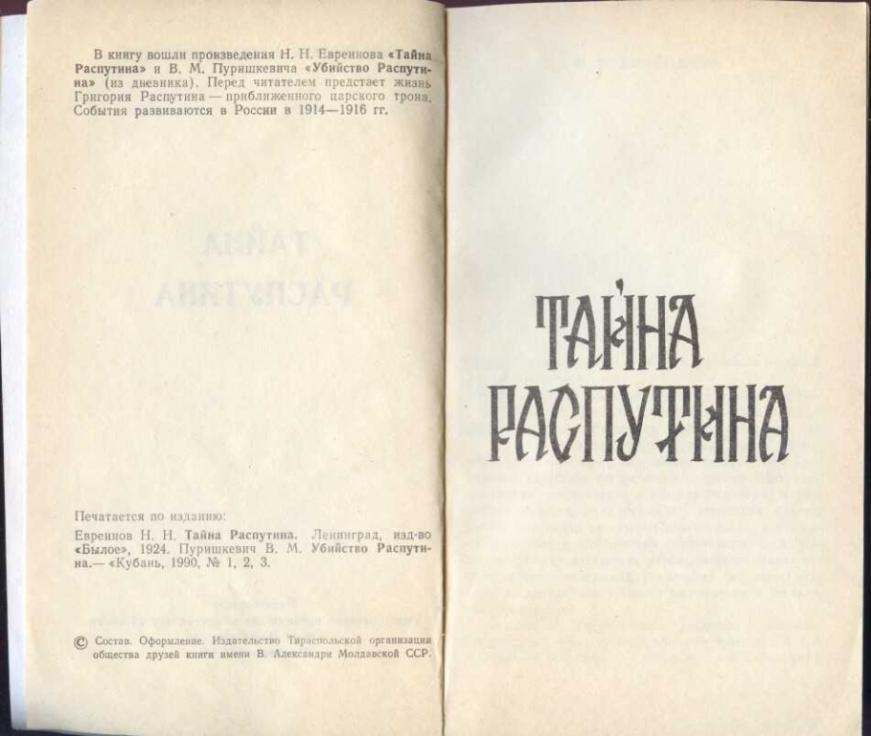 В книгу вошли произведения Н. Н. Евреинова «Тайна
Распутина» и В. М. Пуришкевича «Убийство Распути-
на» (из дневника). Перед читателем предстает жизнь
Григория Распутина — приближенного царского трона.
События развиваются в России в 1914—1916 гг.
ТАЙНА
РАСПУТИНА
Печатается по изданию:
Евреинов Н. Н. Тайна Распутина. Ленинград, изд-во
«Былое», 1924. Пуришкевич В. М. Убийство Распути-
на.— «Кубань, 1990, № 1, 2, 3.
© Состав. Оформление. Издательство Тираспольской организации
общества друзей книги имени В. Александри Молдавской ССР.
ТАЙНА
РАСПУТИНА